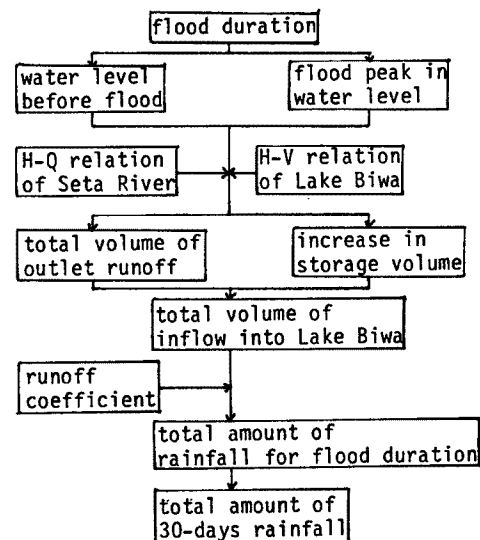 flood duration
water level
before flood
flood peak in
water level
H-Q relation
of Seta River
H-V relation
of Lake Biwa
total volume of
outlet runoff
increase in
storage volume
total volume of
inflow into Lake Biwa
runoff
coefficient
total amount of
rainfall for flood duration
total amount of
30-days rainfall